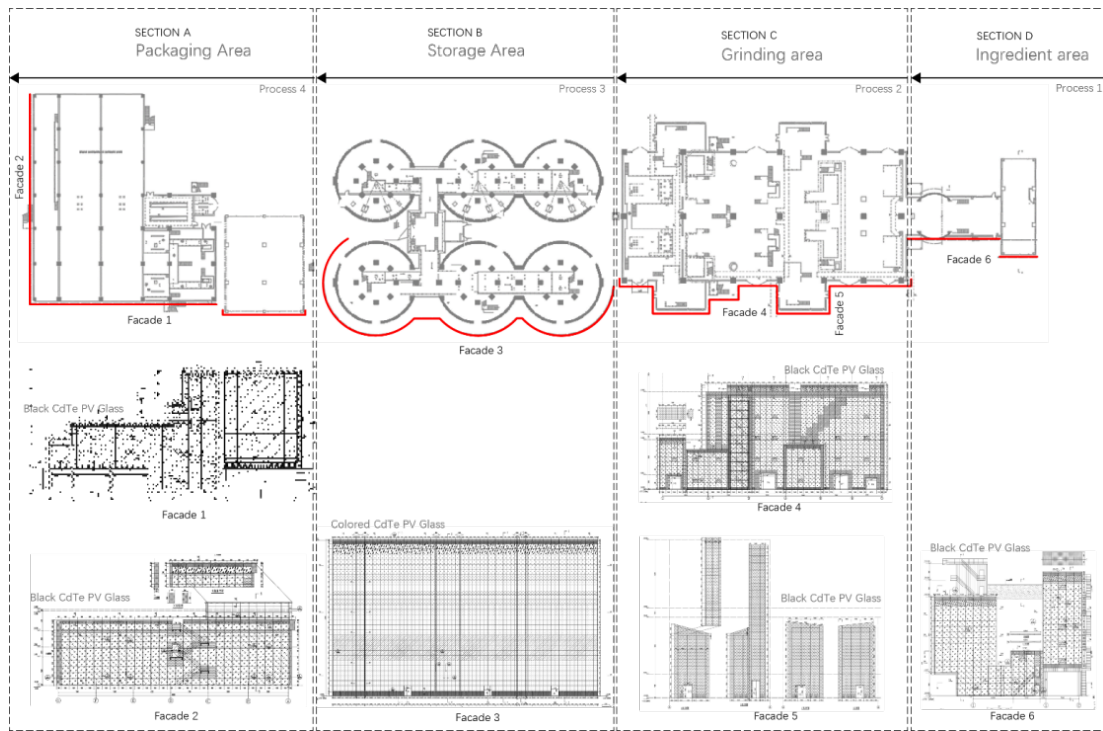 SECTION A
Packaging Area
SECTION B
Storage Area
SECTION C
Grinding area
SECTION D
Ingredient area
Process 4
Process 3
Process 2
Process 1
Facade 2
Facade 1
Facade 3
Facade 4
Facade 5
Facade 6
Black CdTe PV Glass
Facade 1
Black CdTe PV Glass
Facade 4
Black CdTe PV Glass
Facade 2
Colored CdTe PV Glass
Facade 3
Black CdTe PV Glass
Facade 5
Black CdTe PV Glass
Facade 6